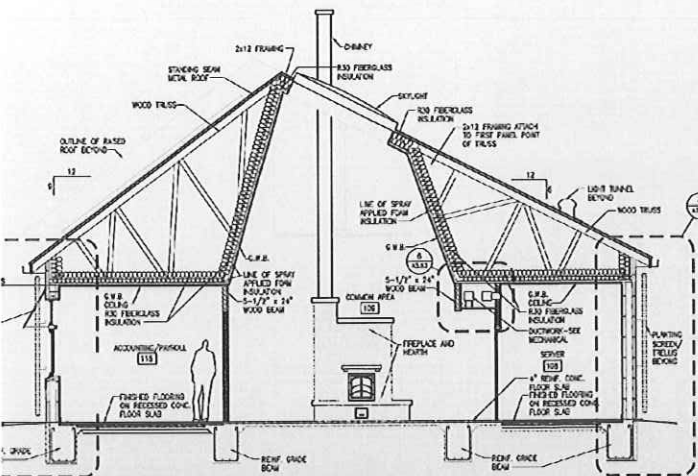 2x12 FRAMING
CHIMNEY
STANDING SEAM
METAL ROOF
R30 FIBERGLASS
INSULATION
SKYLIGHT
WOOD TRUSS
R30 FIBERGLASS
INSULATION
2x12 FRAMING ATTACH
TO FIRST PANEL POINT
OF TRUSS
OUTLINE OF RAISED
ROOF BEYOND
12
9
12
6
LIGHT TUNNEL
BEYOND
WOOD TRUSS
LINE OF SPRAY
APPLIED FOAM
INSULATION
G.W.B.
G.W.B.
6
LINE OF SPRAY
APPLIED FOAM
INSULATION
5-1/2" x 24"
WOOD BEAM
5-1/2" x 24"
WOOD BEAM
G.W.B.
CEILING
R30 FIBERGLASS
INSULATION
G.W.B.
CEILING
R30 FIBERGLASS
INSULATION
DUCTWORK-SEE
MECHANICAL
COMMON AREA
100
FIREPLACE AND
HEARTH
ACCOUNTING/PAYROLL
115
SERVER
108
PLANTING
SCREEN/
TRELLIS
BEYOND
4" REINF. CONC.
FLOOR SLAB
FINISHED FLOORING
ON RECESSED CONC.
FLOOR SLAB
FINISHED FLOORING
ON RECESSED CONC.
FLOOR SLAB
F. GRADE
REINF. GRADE
BEAM
REINF. GRADE
BEAM